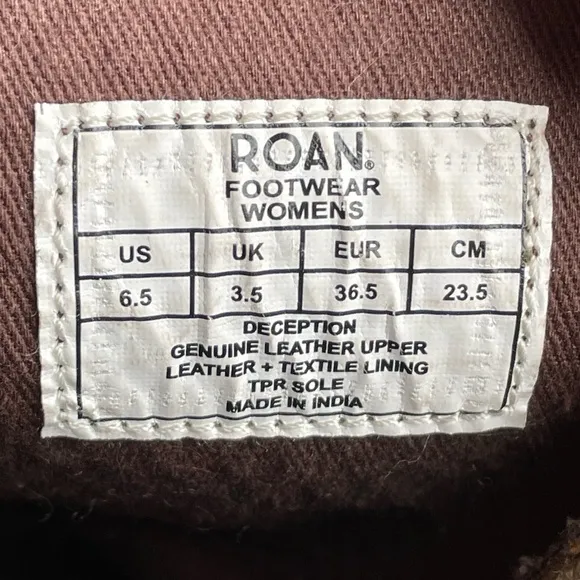 ROAN®
FOOTWEAR
WOMENS
US UK EUR CM
6.5 3.5 36.5 23.5
DECEPTION
GENUINE LEATHER UPPER
LEATHER + TEXTILE LINING
TPR SOLE
MADE IN INDIA